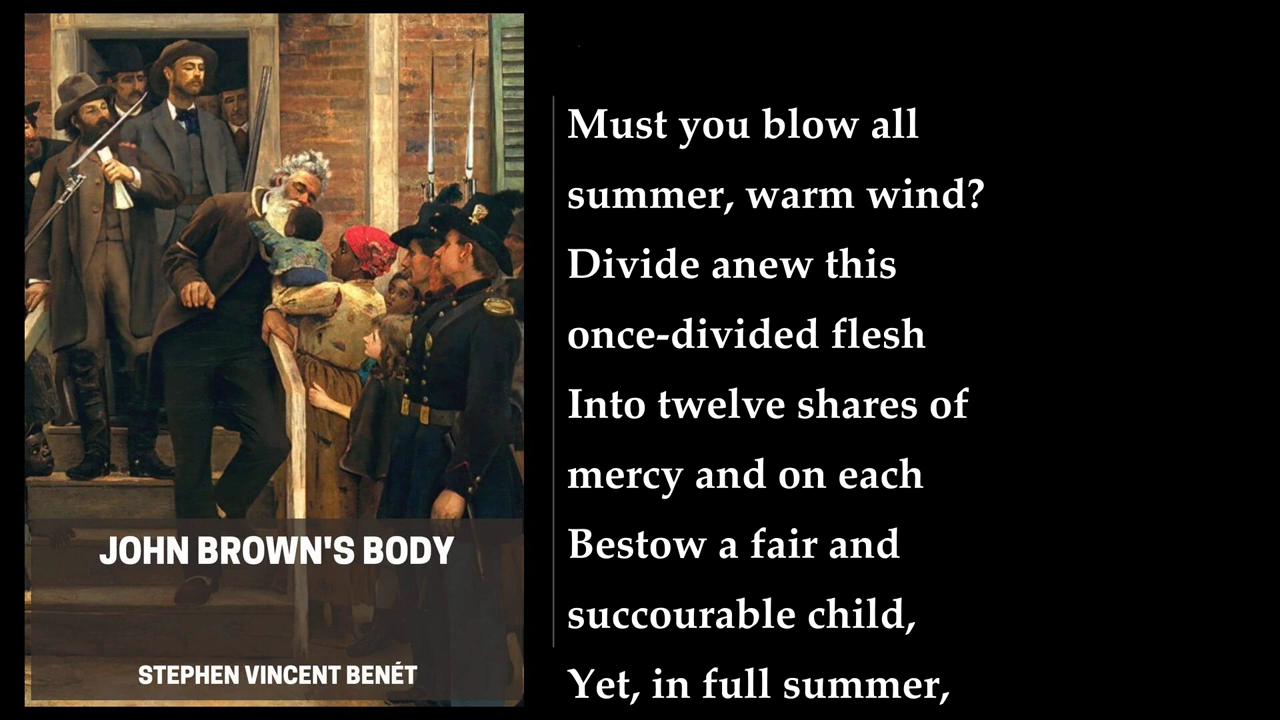 JOHN BROWN'S BODY
STEPHEN VINCENT BENÉT
Must you blow all
summer, warm wind?
Divide anew this
once-divided flesh
Into twelve shares of
mercy and on each
Bestow a fair and
succourable child,
Yet, in full summer,